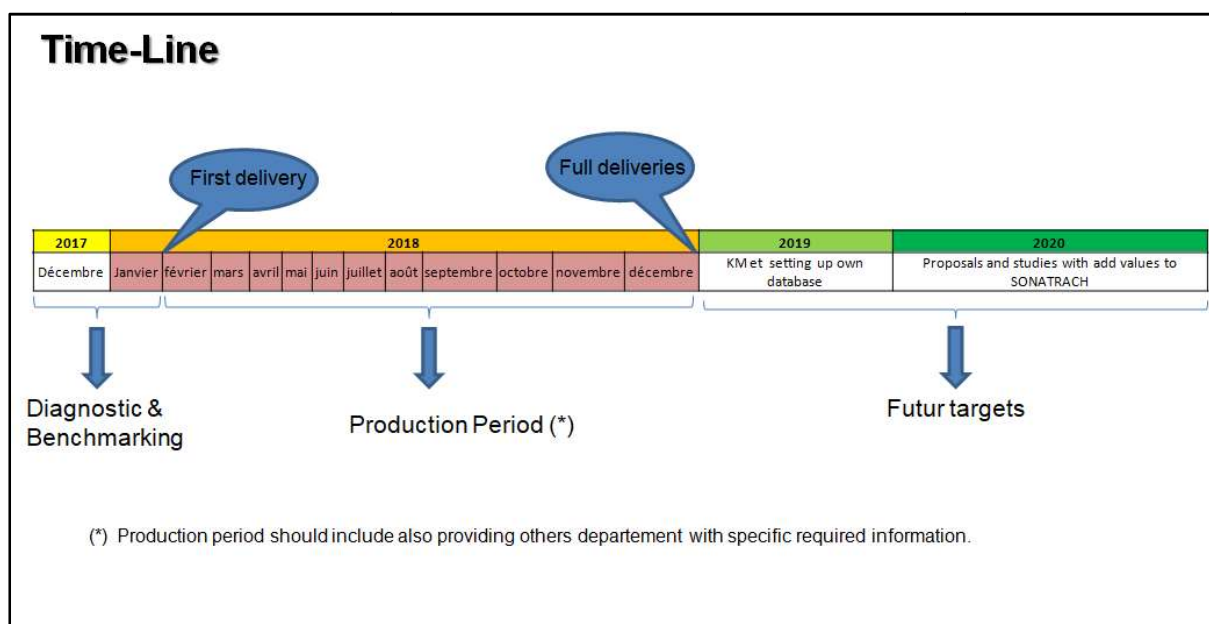 Time-Line
First delivery
Full deliveries
2017 2018 2019 2020
Décembre Janvier février mars avril mai juin juillet août septembre octobre novembre décembre
KM et setting up own
database
Proposals and studies with add values to
SONATRACH
Diagnostic &
Benchmarking
Production Period (*)
Futur targets
(*) Production period should include also providing others departement with specific required information.